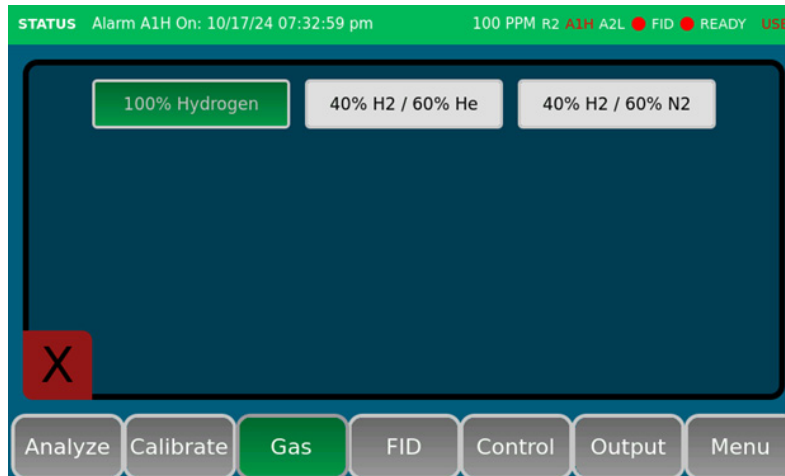 STATUS Alarm A1H On: 10/17/24 07:32:59 pm 100 PPM R2 A1H A2L FID READY USE
100% Hydrogen 40% H2 / 60% He 40% H2 / 60% N2
X
Analyze Calibrate Gas FID Control Output Menu